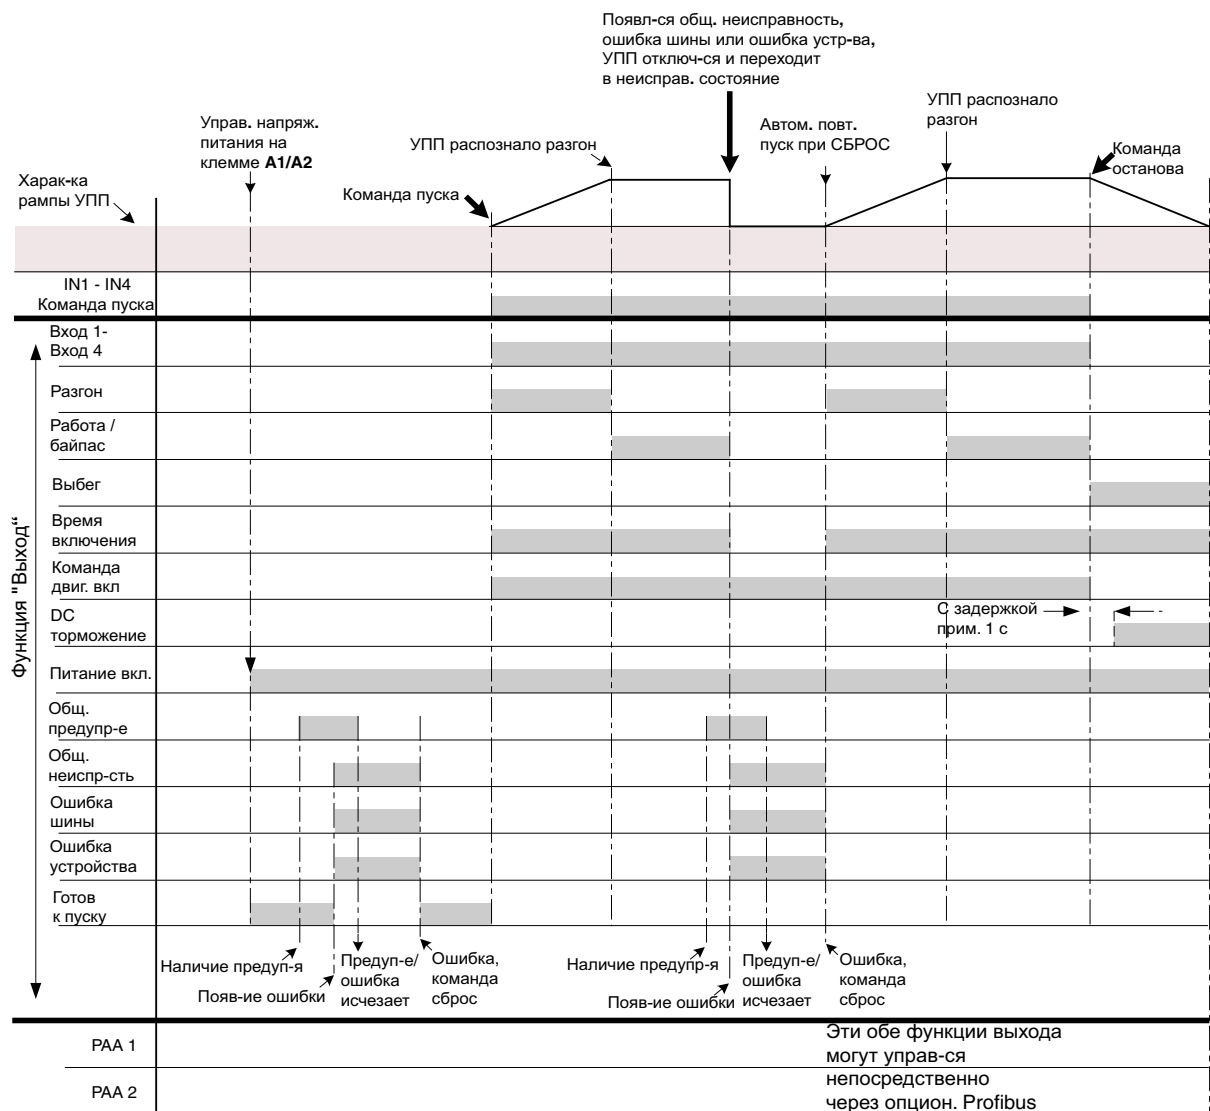 Появл-ся общ. неисправность,
ошибка шины или ошибка устр-ва,
УПП отключ-ся и переходит
в неисправ. состояние
Управ. напряж.
питания на
клемме A1/A2
УПП распознало разгон
Автом. повт.
пуск при СБРОС
УПП распознало
разгон
Команда
останова
Харак-ка
рампы УПП
Команда пуска
IN1 - IN4
Команда пуска
Функция "Выход“
Вход 1-
Вход 4
Разгон
Работа /
байпас
Выбег
Время
включения
Команда
двиг. вкл
DC
торможение
С задержкой
прим. 1 с
Питание вкл.
Общ.
предупр-е
Общ.
неиспр-сть
Ошибка
шины
Ошибка
устройства
Готов
к пуску
Наличие предуп-я
Появ-ие ошибки
Предуп-е/
ошибка
исчезает
Ошибка,
команда
сброс
Наличие предупр-я
Появ-ие ошибки
Предуп-е/
ошибка
исчезает
Ошибка,
команда
сброс
PAA 1
PAA 2
Эти обе функции выхода
могут управ-ся
непосредственно
через опцион. Profibus